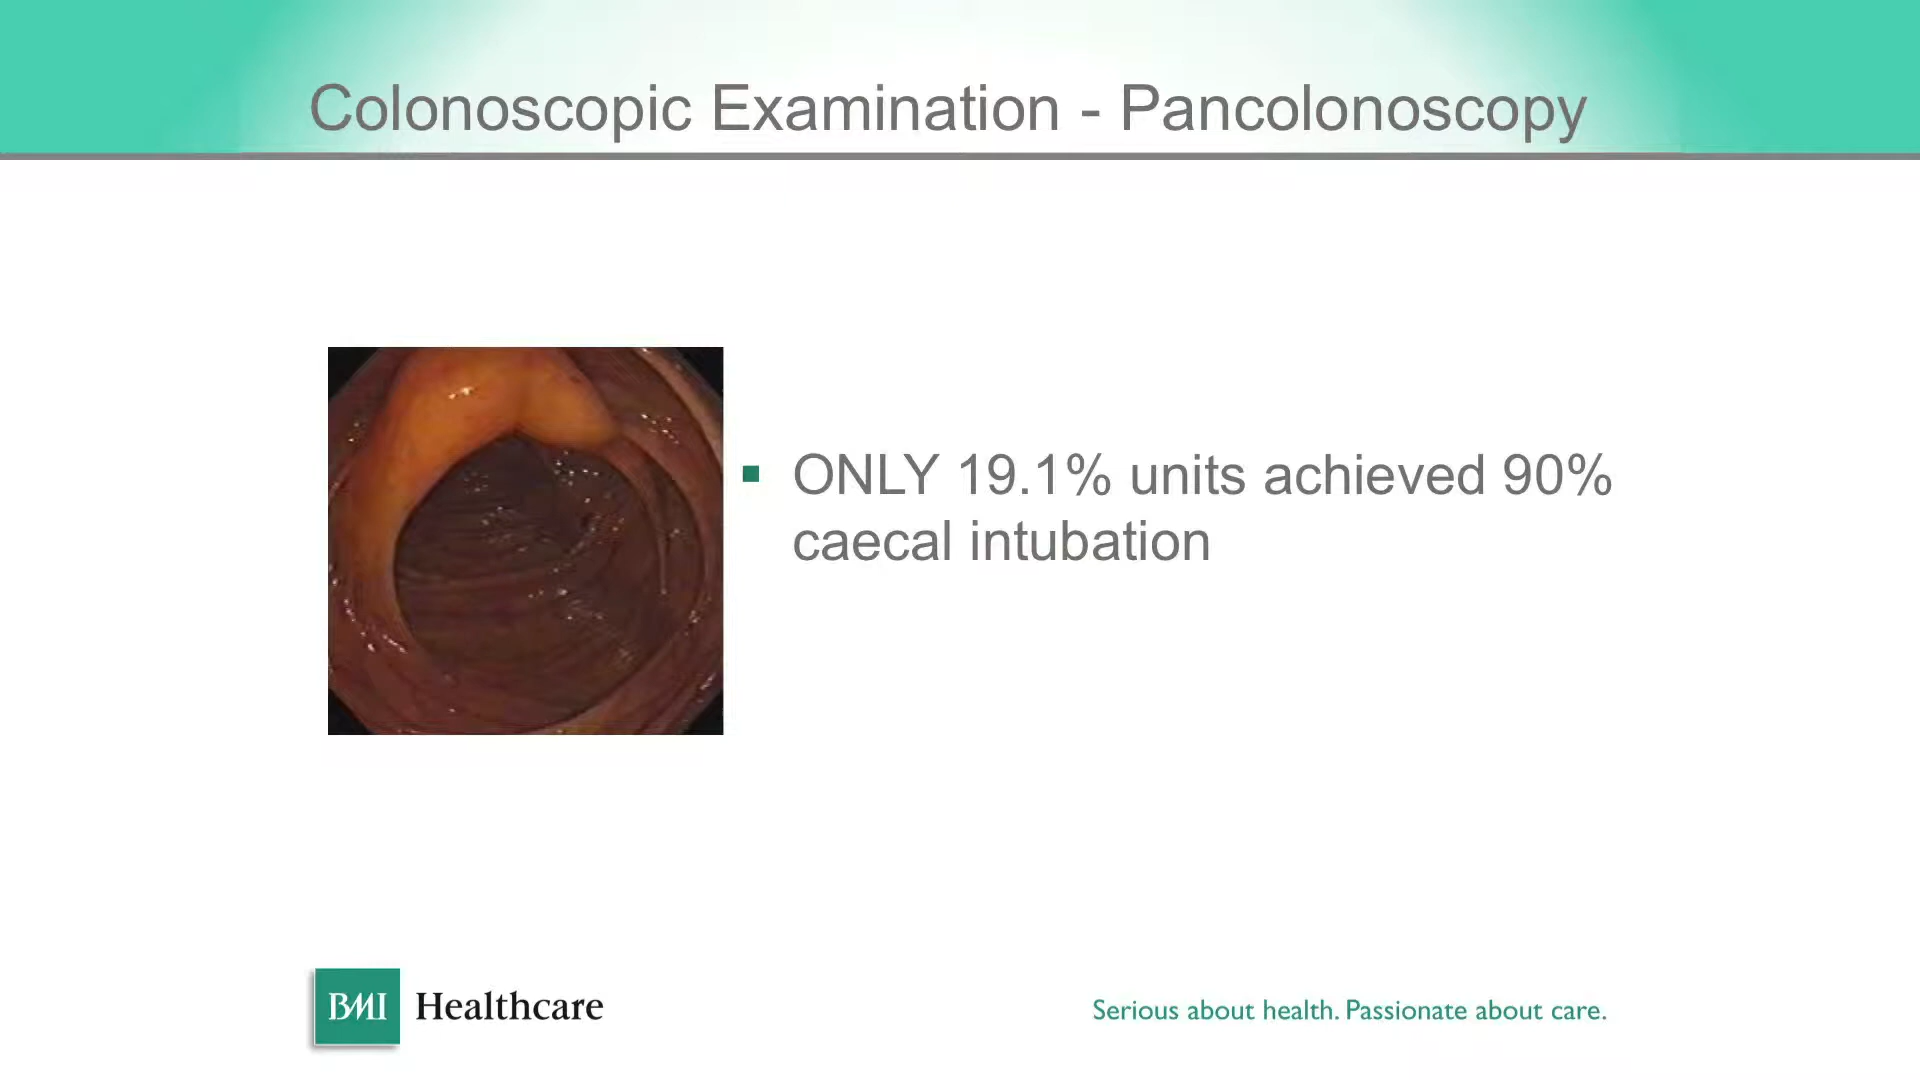 Colonoscopic Examination - Pancolonoscopy
ONLY 19.1% units achieved 90%
caecal intubation
BMI Healthcare
Serious about health. Passionate about care.